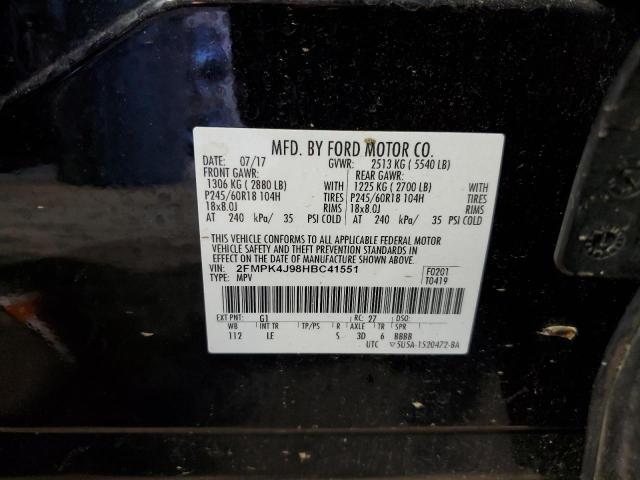 MFD. BY FORD MOTOR CO.
DATE: 07/17 GVWR: 2513 KG ( 5540 LB)
FRONT GAWR: REAR GAWR:
1306 KG ( 2880 LB) WITH 1225 KG ( 2700 LB) WITH
P245/60R18 104H TIRES P245/60R18 104H TIRES
18x8.0J RIMS 18x8.0J RIMS
AT 240 kPa/ 35 PSI COLD AT 240 kPa/ 35 PSI COLD
THIS VEHICLE CONFORMS TO ALL APPLICABLE FEDERAL MOTOR
VEHICLE SAFETY AND THEFT PREVENTION STANDARDS IN
EFFECT ON THE DATE OF MANUFACTURE SHOWN ABOVE.
VIN: 2FMPK4J98HBC41551 F0201
TYPE: MPV T0419
EXT PNT: G1 RC: 27 DSO:
WB INT TR TP/PS R AXLE TR SPR
112 LE S 3D 6 BBBB
UTC ▽5U5A-1520472-BA